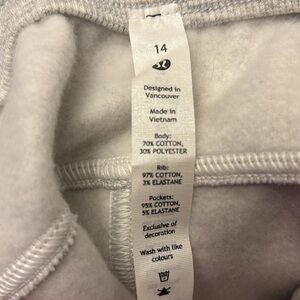 14
Designed in
Vancouver
Made in
Vietnam
Body:
70% COTTON,
30% POLYESTER
Rib:
97% COTTON,
3% ELASTANE
Pockets:
95% COTTON,
5% ELASTANE
Exclusive of
decoration
Wash with like
colours